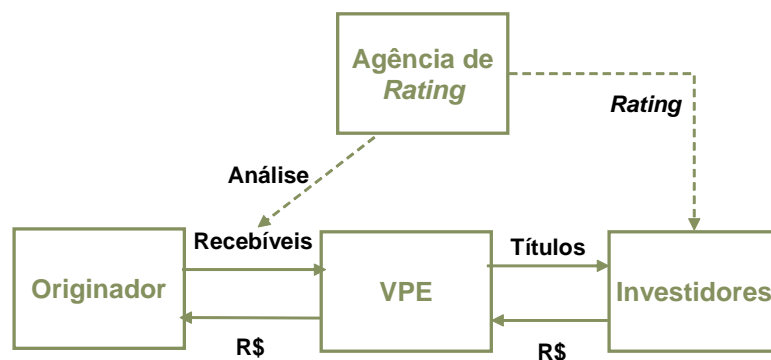 Agência de
Rating
Rating
Análise
Recebíveis
Títulos
Originador
VPE
Investidores
R$
R$